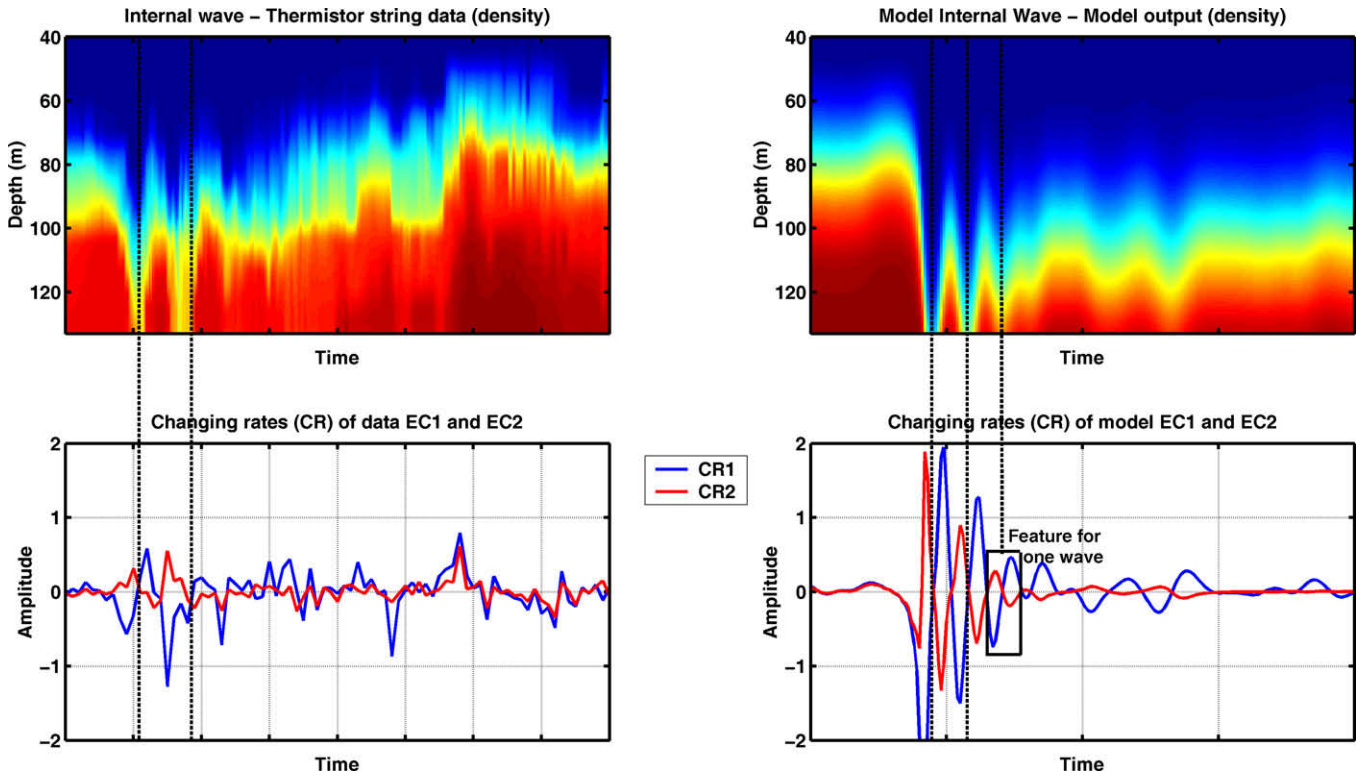 Internal wave – Thermistor string data (density)
40
60
80
100
120
Depth (m)
Time
Model Internal Wave – Model output (density)
40
60
80
100
120
Depth (m)
Time
Changing rates (CR) of data EC1 and EC2
2
1
0
−1
−2
Amplitude
Time
CR1
CR2
Changing rates (CR) of model EC1 and EC2
2
1
0
−1
−2
Amplitude
Feature for
one wave
Time